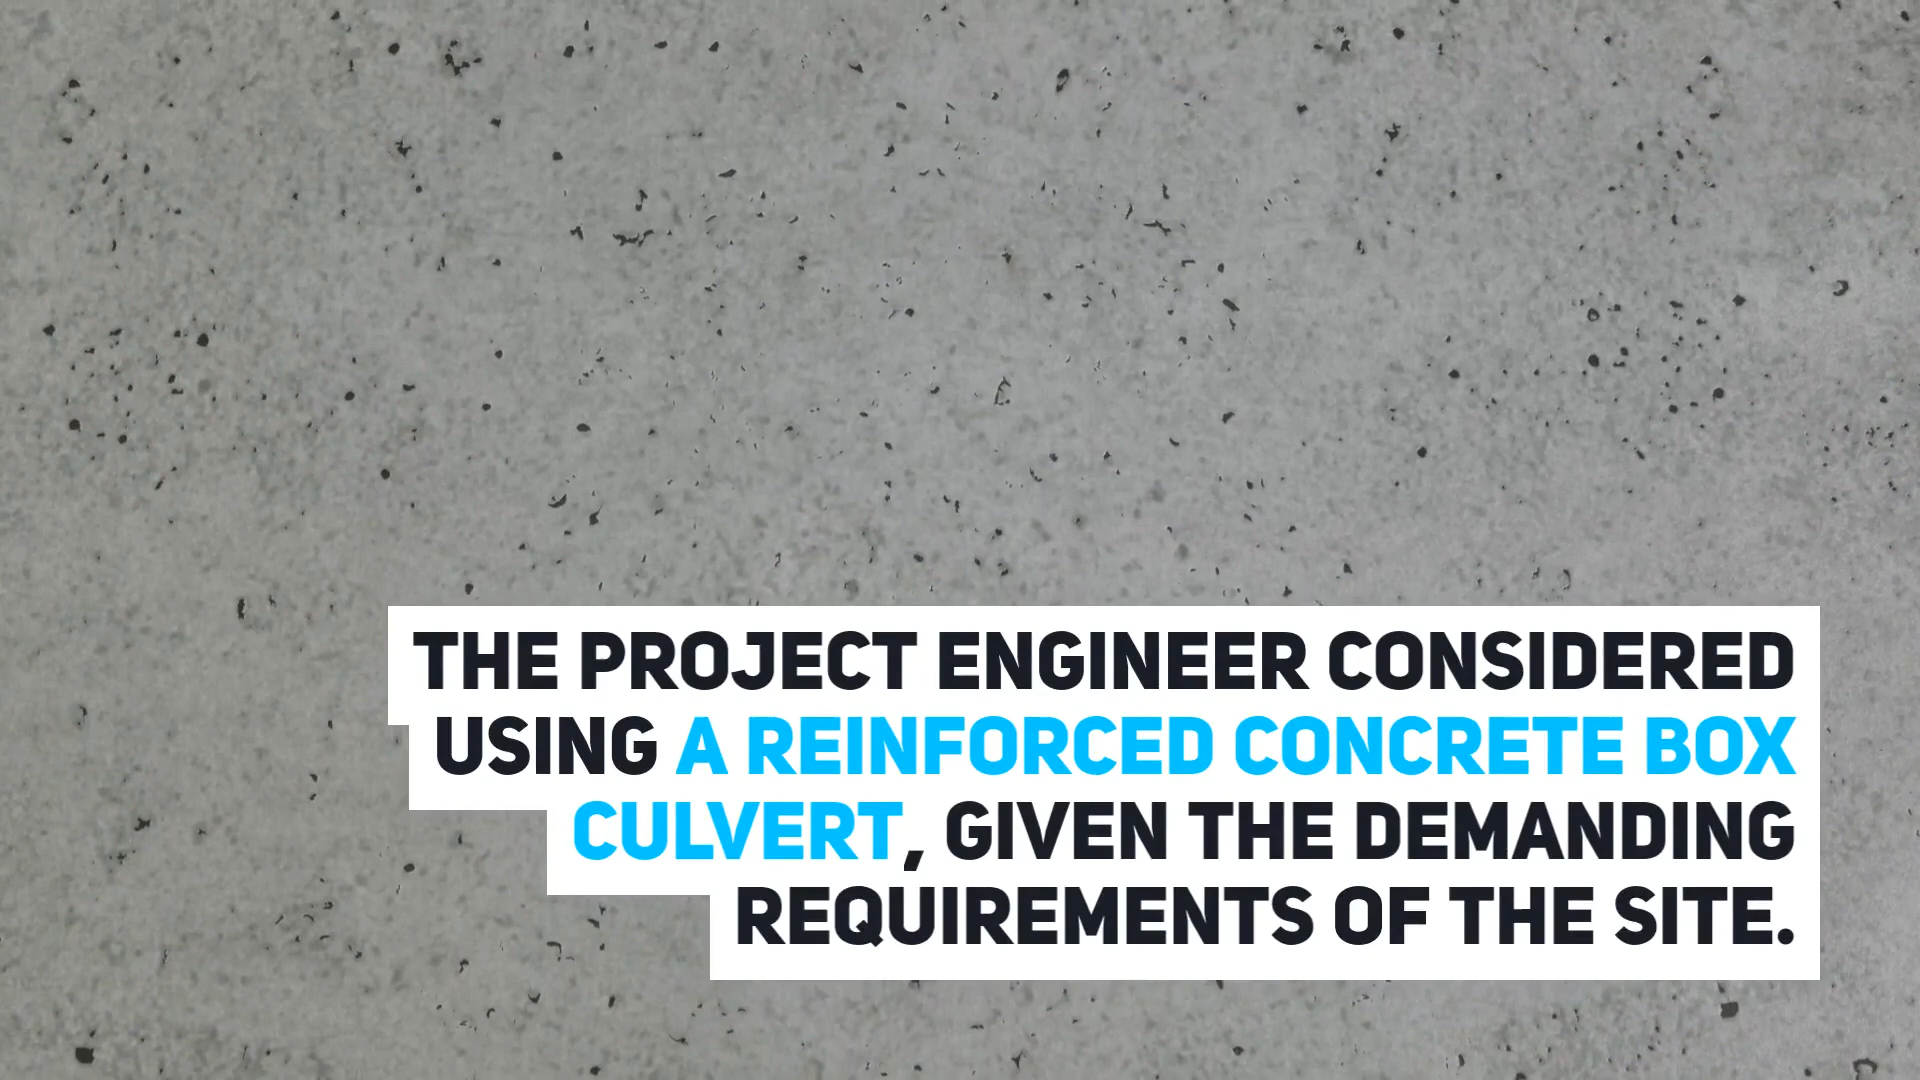 THE PROJECT ENGINEER CONSIDERED
USING A REINFORCED CONCRETE BOX
CULVERT, GIVEN THE DEMANDING
REQUIREMENTS OF THE SITE.